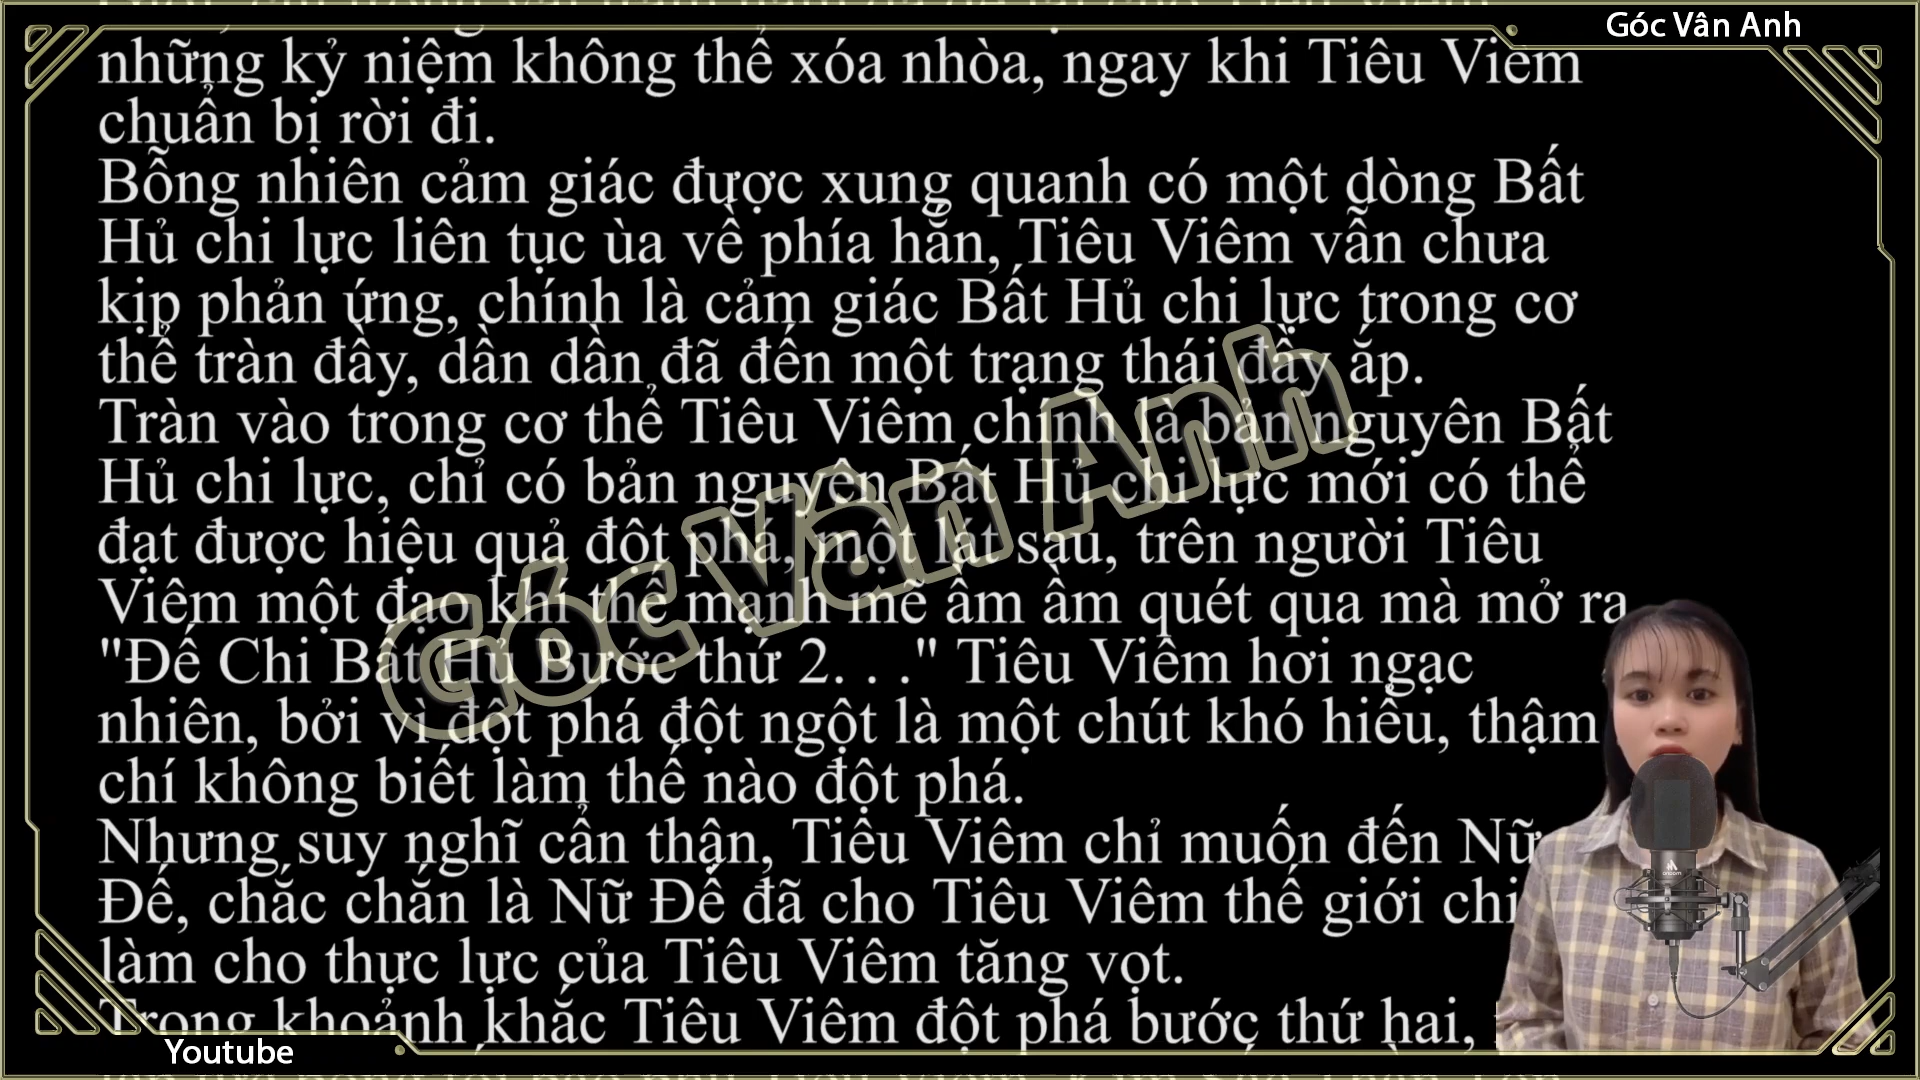 Góc Vân Anh
những kỷ niệm không thể xóa nhòa, ngay khi Tiêu Viêm
chuẩn bị rời đi.
Bỗng nhiên cảm giác được xung quanh có một dòng Bất
Hủ chi lực liên tục ùa về phía hắn, Tiêu Viêm vẫn chưa
kịp phản ứng, chính là cảm giác Bất Hủ chi lực trong cơ
thể tràn đầy, dần dần đã đến một trạng thái đầy ắp.
Tràn vào trong cơ thể Tiêu Viêm chính là bản nguyên Bất
Hủ chi lực, chỉ có bản nguyên Bất Hủ chi lực mới có thể
đạt được hiệu quả đột phá, một lát sau, trên người Tiêu
Viêm một đạo khí thế mạnh mẽ ầm ầm quét qua mà mở ra
"Đế Chi Bất Hủ Bước thứ 2. . ." Tiêu Viêm hơi ngạc
nhiên, bởi vì đột phá đột ngột là một chút khó hiểu, thậm
chí không biết làm thế nào đột phá.
Nhưng suy nghĩ cẩn thận, Tiêu Viêm chỉ muốn đến Nữ
Đế, chắc chắn là Nữ Đế đã cho Tiêu Viêm thế giới chi
làm cho thực lực của Tiêu Viêm tăng vọt.
Trong khoảnh khắc Tiêu Viêm đột phá bước thứ hai,
Góc Vân Anh
Youtube